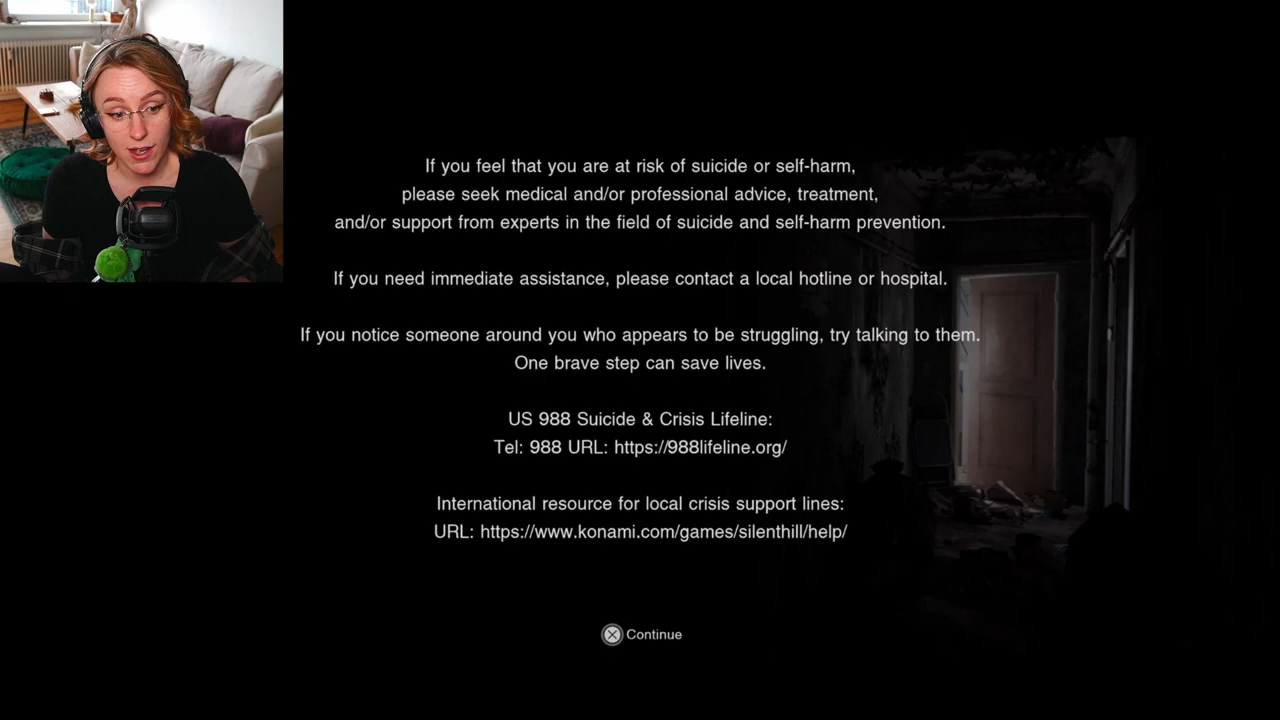 If you feel that you are at risk of suicide or self-harm,
please seek medical and/or professional advice, treatment,
and/or support from experts in the field of suicide and self-harm prevention.
If you need immediate assistance, please contact a local hotline or hospital.
If you notice someone around you who appears to be struggling, try talking to them.
One brave step can save lives.
US 988 Suicide & Crisis Lifeline:
Tel: 988 URL: https://988lifeline.org/
International resource for local crisis support lines:
URL: https://www.konami.com/games/silenthill/help/
Continue